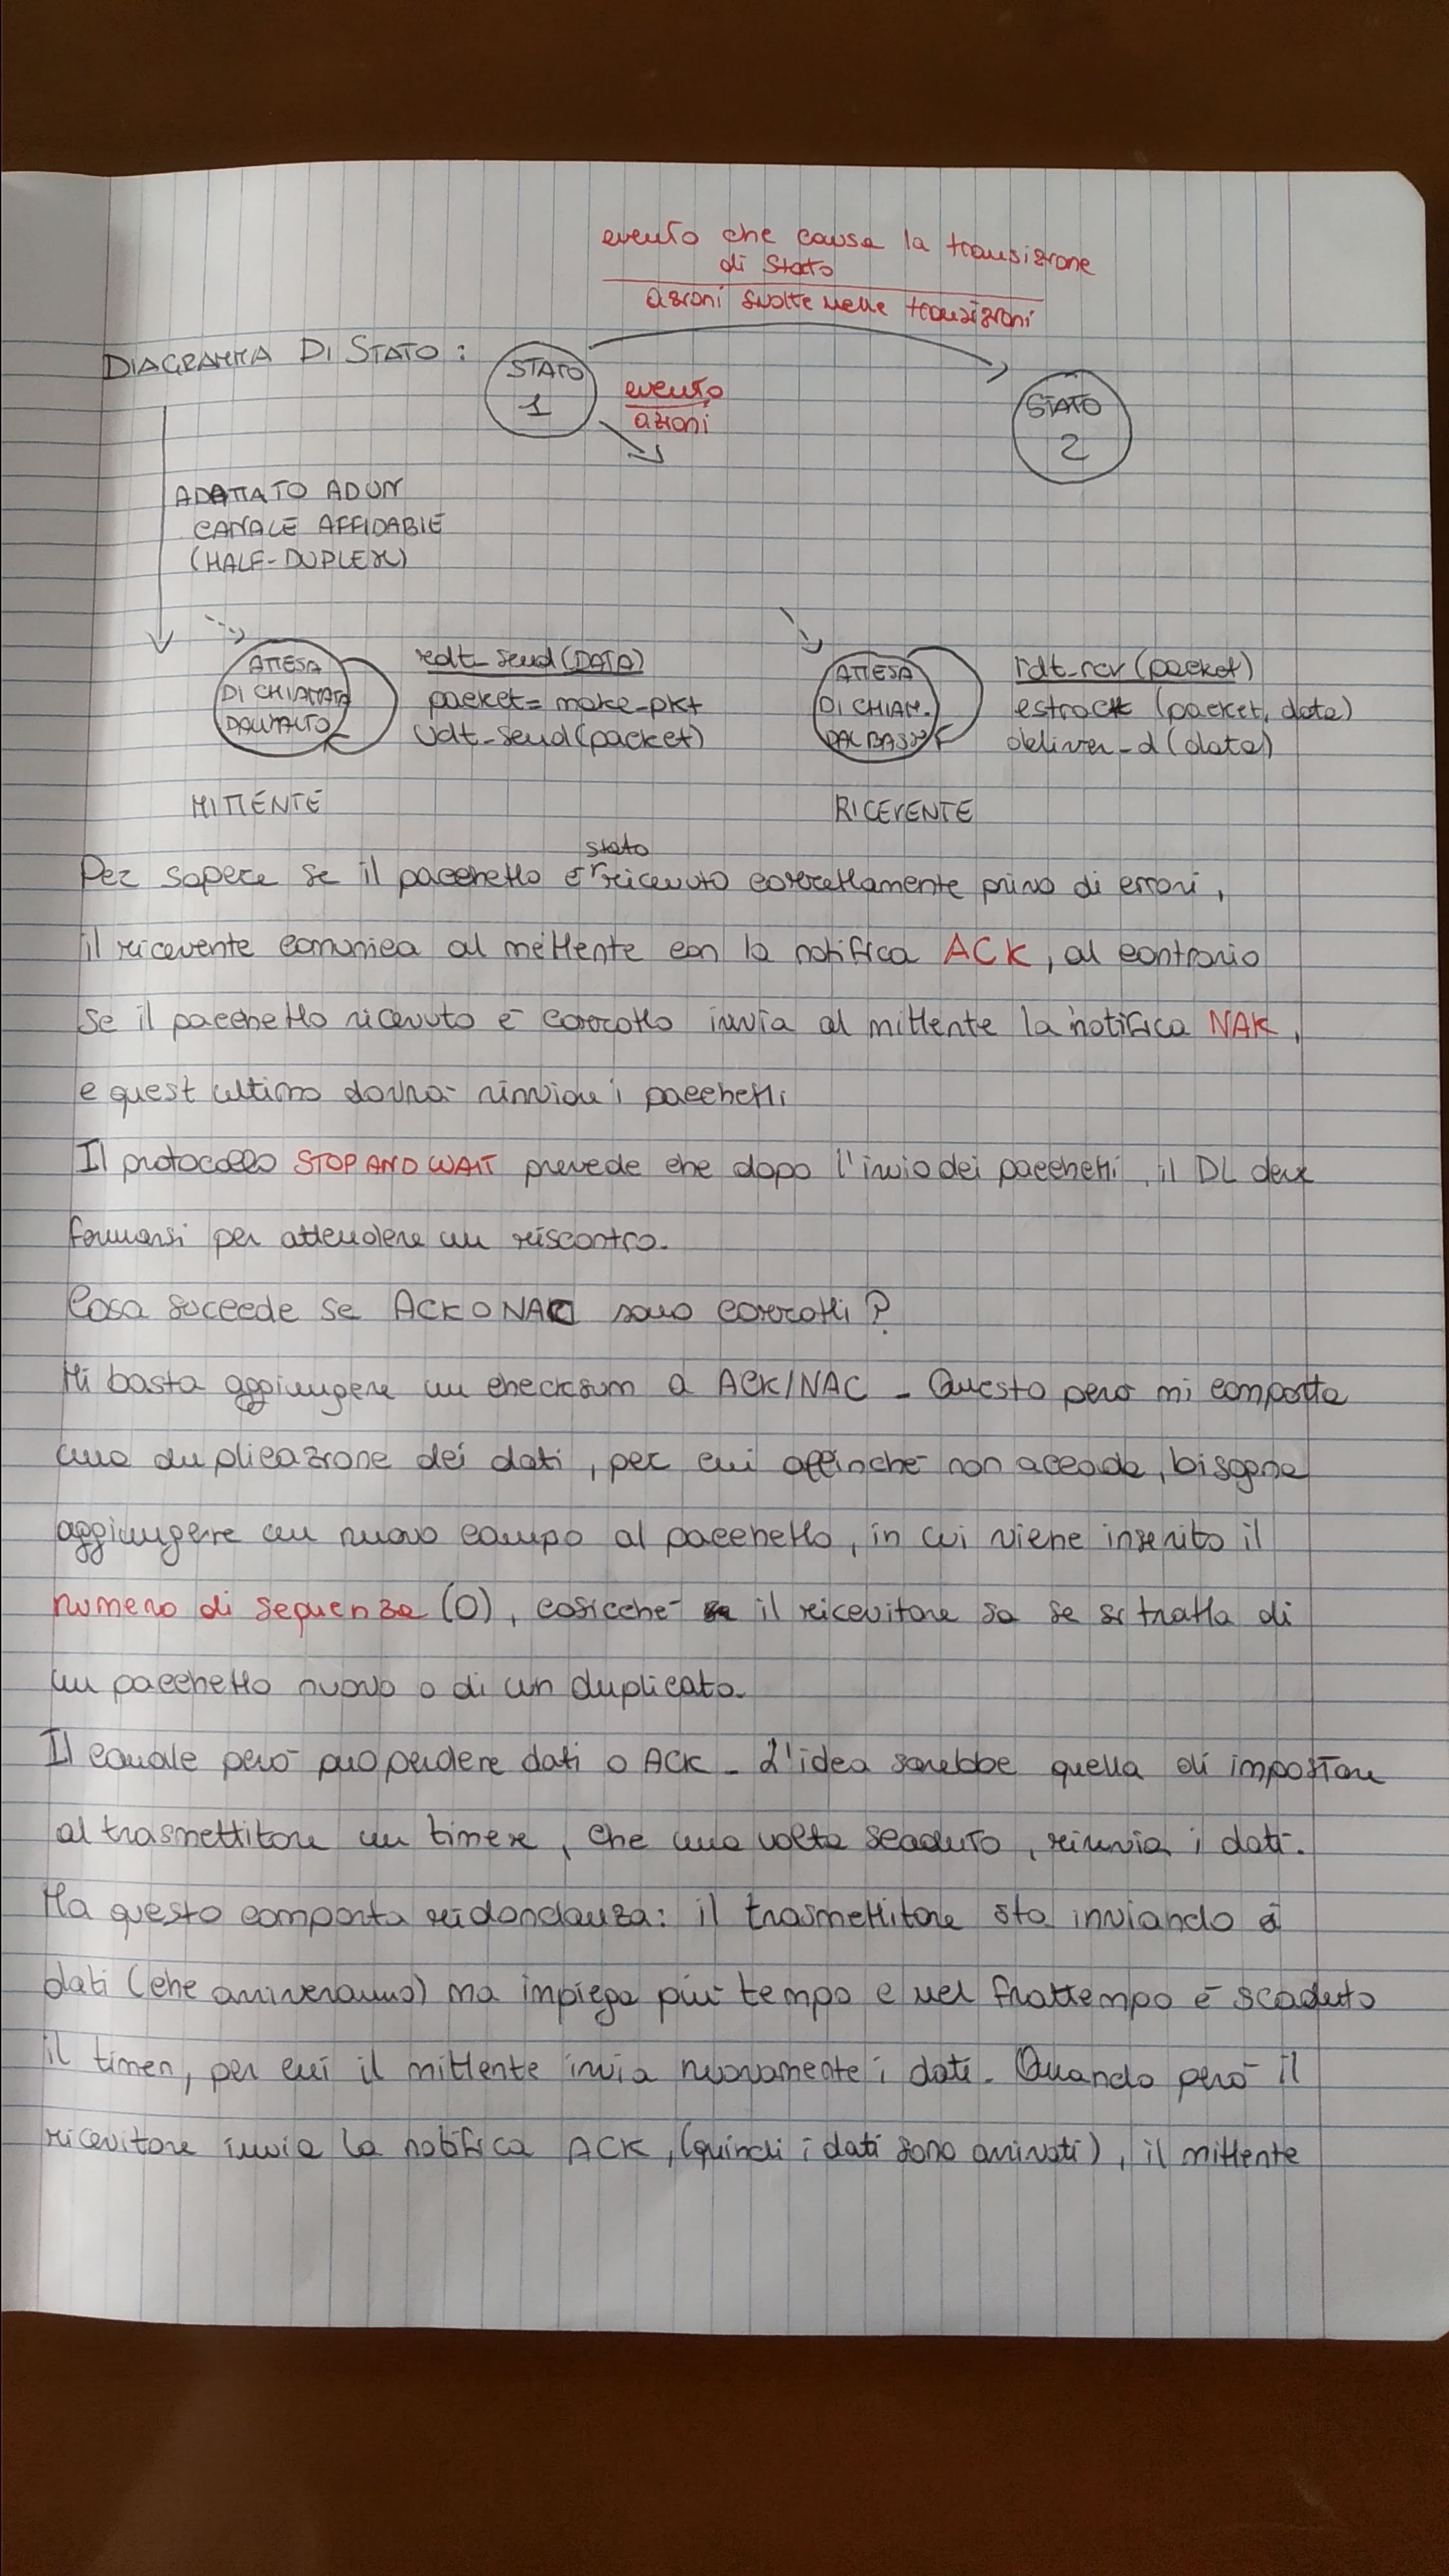 evento che causa la transizione
di stato
azioni svolte nelle transizioni
DIAGRAMMA DI STATO :
STATO
1
evento
azioni
STATO
2
ADATTATO AD UN
CANALE AFFIDABILE
(HALF-DUPLEX)
ATTESA
DI CHIAMATA
DALL'ALTO
rdt_send(DATA)
packet= make_pkt
udt_send(packet)
MITTENTE
ATTESA
DI CHIAM.
DAL BASSO
rdt_rcv (packet)
estract (packet, data)
deliver_d (data)
RICEVENTE
Per sapere se il pacchetto è stato ricevuto correttamente privo di errori,
il ricevente comunica al mittente con la notifica ACK, al contrario
se il pacchetto ricevuto è corrotto invia al mittente la notifica NAK,
e quest'ultimo dovrà rinviare i pacchetti
Il protocollo STOP AND WAIT prevede che dopo l'invio dei pacchetti, il DL deve
fermarsi per attendere un riscontro.
Cosa succede se ACK O NAC sono corrotti?
Mi basta aggiungere un checksum a ACK/NAC - Questo però mi comporta
una duplicazione dei dati, per cui affinché non accada, bisogna
aggiungere un nuovo campo al pacchetto, in cui viene inserito il
numero di sequenza (0), cosicché il ricevitore sa se si tratta di
un pacchetto nuovo o di un duplicato.
Il canale però può perdere dati o ACK - L'idea sarebbe quella di impostare
al trasmettitore un timer, che una volta scaduto, rinvia i dati.
Ma questo comporta ridondanza: il trasmettitore sta inviando i
dati (che arriveranno) ma impiega più tempo e nel frattempo è scaduto
il timer, per cui il mittente invia nuovamente i dati. Quando però il
ricevitore invia la notifica ACK, (quindi i dati sono arrivati), il mittente